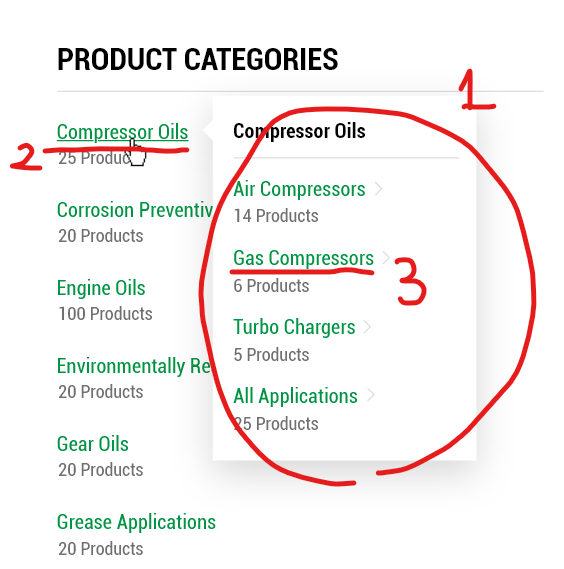 PRODUCT CATEGORIES
1
Compressor Oils
2
25 Produc
Corrosion Preventiv
20 Products
Engine Oils
100 Products
Environmentally Re
20 Products
Gear Oils
20 Products
Grease Applications
20 Products
Compressor Oils
Air Compressors
14 Products
Gas Compressors
3
6 Products
Turbo Chargers
5 Products
All Applications
25 Products